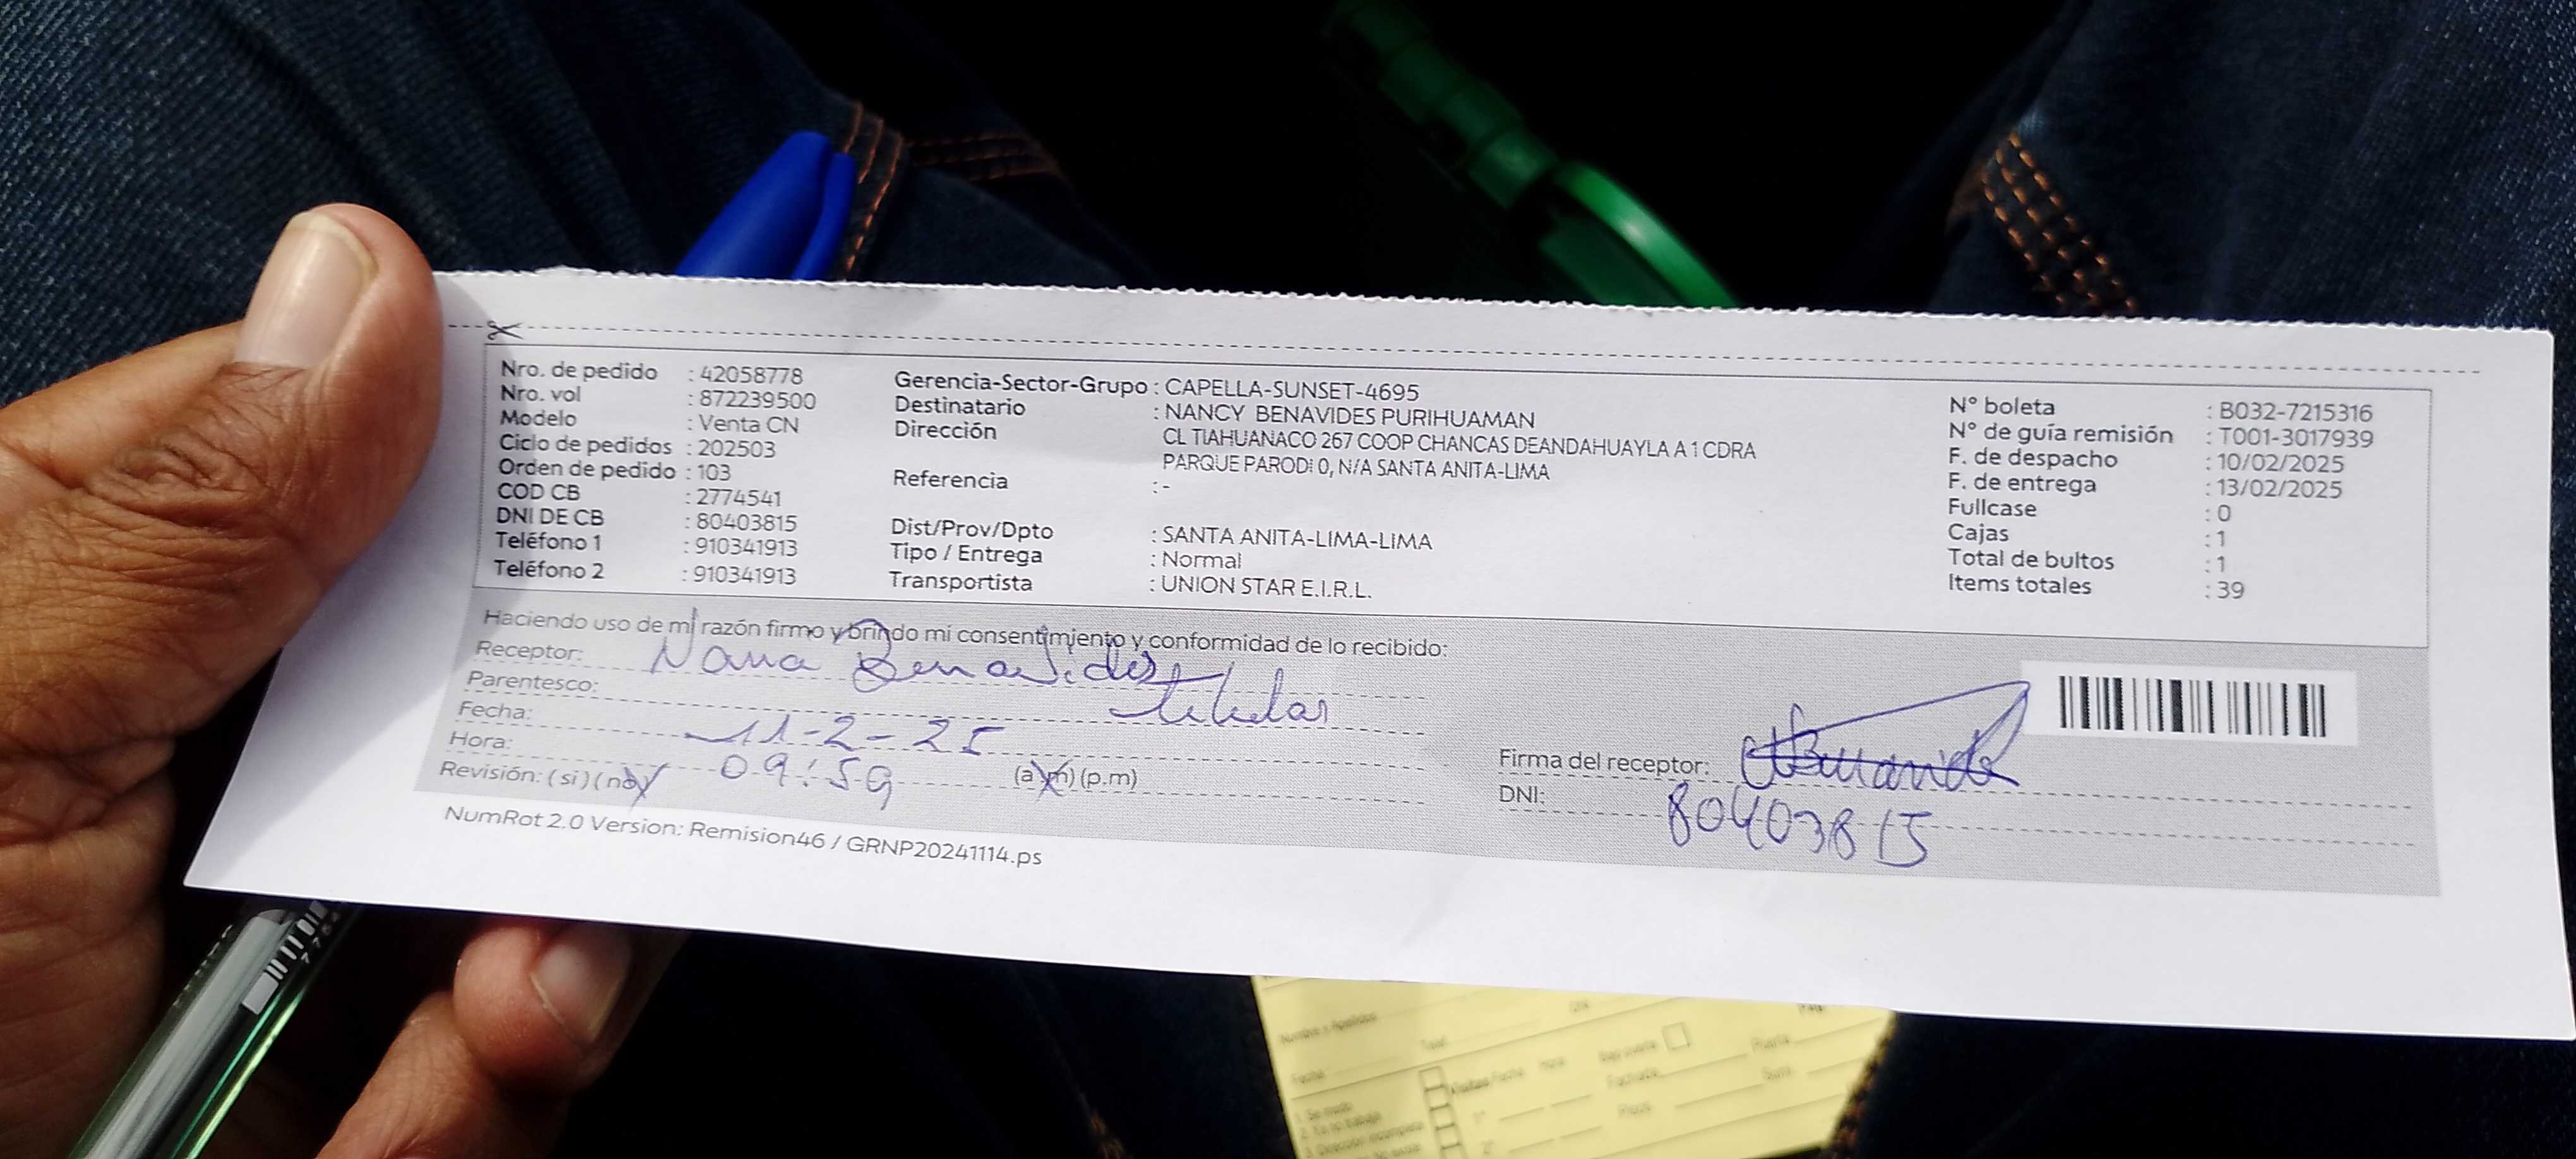 Nro. de pedido : 42058778
Nro. vol : 872239500
Modelo : Venta CN
Ciclo de pedidos : 202503
Orden de pedido : 103
COD CB : 2774541
DNI DE CB : 80403815
Teléfono 1 : 910341913
Teléfono 2 : 910341913
Gerencia-Sector-Grupo : CAPELLA-SUNSET-4695
Destinatario : NANCY BENAVIDES PURIHUAMAN
Dirección : CL TIAHUANACO 267 COOP CHANCAS DEANDAHUAYLA A 1 CDRA
PARQUE PARODI 0, N/A SANTA ANITA-LIMA
Referencia : -
Dist/Prov/Dpto : SANTA ANITA-LIMA-LIMA
Tipo / Entrega : Normal
Transportista : UNION STAR E.I.R.L.
N° boleta : B032-7215316
N° de guía remisión : T001-3017939
F. de despacho : 10/02/2025
F. de entrega : 13/02/2025
Fullcase : 0
Cajas : 1
Total de bultos : 1
Items totales : 39
Haciendo uso de mi razón firmo y brindo mi consentimiento y conformidad de lo recibido:
Receptor: Benavides
Parentesco: titular
Fecha: 11-2-25
Hora: 09:59 (a.m) (p.m)
Revisión: (si) (no)
Firma del receptor:
DNI: 80403815
NumRot 2.0 Version: Remision46 / GRNP20241114.ps
Nombre y Apellidos
Fecha